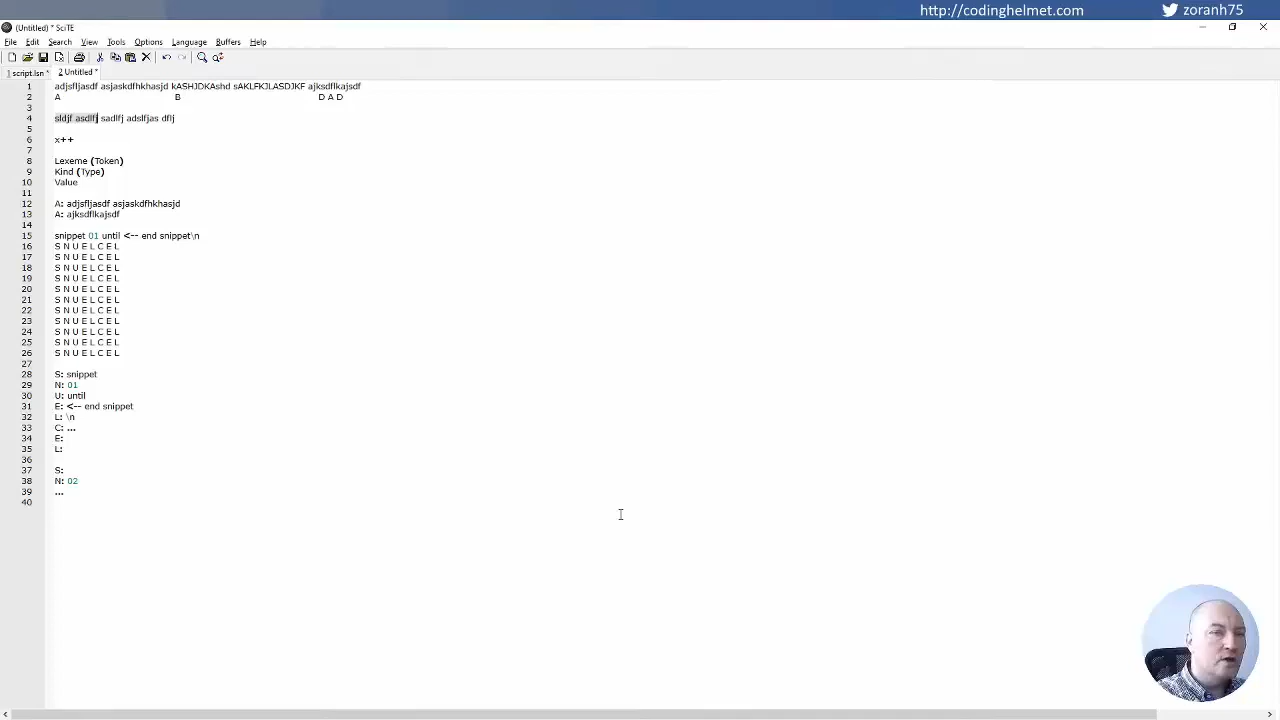 http://codinghelmet.com
zoranh75
(Untitled) * SciTE
File Edit Search View Tools Options Language Buffers Help
1 script.lsn * 2 Untitled *
1 adjsfljasdf asjaskdfhkhasjd kASHJDKAshd sAKLFKJLASDJKF ajksdflkajsdf
2 A B D A D
3
4 sldjf asdlfj sadlfj adslfjas dflj
5
6 x++
7
8 Lexeme (Token)
9 Kind (Type)
10 Value
11
12 A: adjsfljasdf asjaskdfhkhasjd
13 A: ajksdflkajsdf
14
15 snippet 01 until <-- end snippet\n
16 S N U E L C E L
17 S N U E L C E L
18 S N U E L C E L
19 S N U E L C E L
20 S N U E L C E L
21 S N U E L C E L
22 S N U E L C E L
23 S N U E L C E L
24 S N U E L C E L
25 S N U E L C E L
26 S N U E L C E L
27
28 S: snippet
29 N: 01
30 U: until
31 E: <-- end snippet
32 L: \n
33 C: ...
34 E:
35 L:
36
37 S:
38 N: 02
39 ...
40